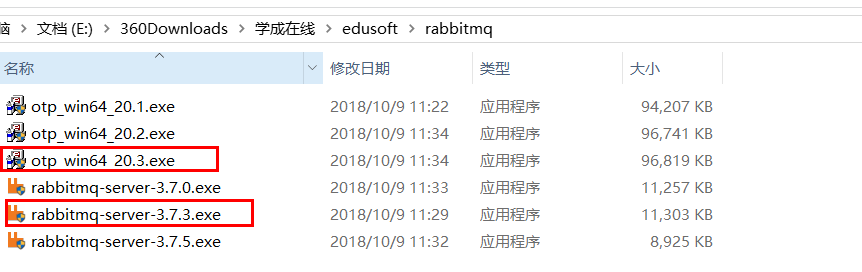 脑 › 文档 (E:) › 360Downloads › 学成在线 › edusoft › rabbitmq
名称 修改日期 类型 大小
otp_win64_20.1.exe 2018/10/9 11:22 应用程序 94,207 KB
otp_win64_20.2.exe 2018/10/9 11:34 应用程序 96,741 KB
otp_win64_20.3.exe 2018/10/9 11:34 应用程序 96,819 KB
rabbitmq-server-3.7.0.exe 2018/10/9 11:33 应用程序 11,257 KB
rabbitmq-server-3.7.3.exe 2018/10/9 11:29 应用程序 11,303 KB
rabbitmq-server-3.7.5.exe 2018/10/9 11:32 应用程序 8,925 KB